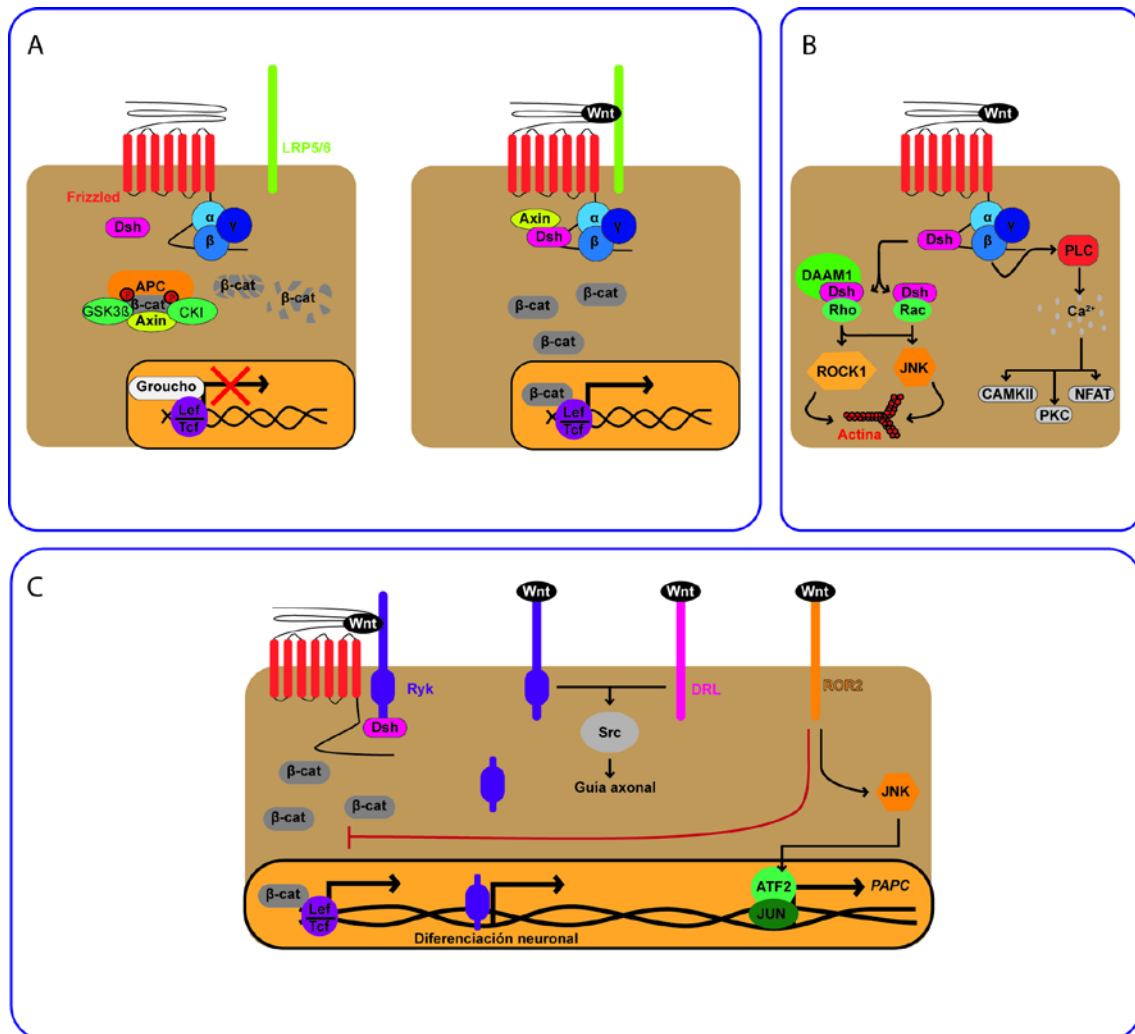 A
Wnt
LRP5/6
Frizzled
Dsh
α
β
γ
Axin
Dsh
α
β
γ
APC
P
P
β-cat
GSK3ß
CKI
Axin
β-cat
β-cat
β-cat
β-cat
β-cat
Groucho
Lef
Tcf
β-cat
Lef
Tcf
B
Wnt
Dsh
α
β
γ
PLC
DAAM1
Dsh
Rho
Dsh
Rac
Ca²⁺
ROCK1
JNK
CAMKII
NFAT
PKC
Actina
C
Wnt
Wnt
Wnt
Wnt
Ryk
DRL
ROR2
Dsh
Src
β-cat
β-cat
β-cat
Guia axonal
JNK
β-cat
Lef
Tcf
ATF2
PAPC
JUN
Diferenciación neuronal